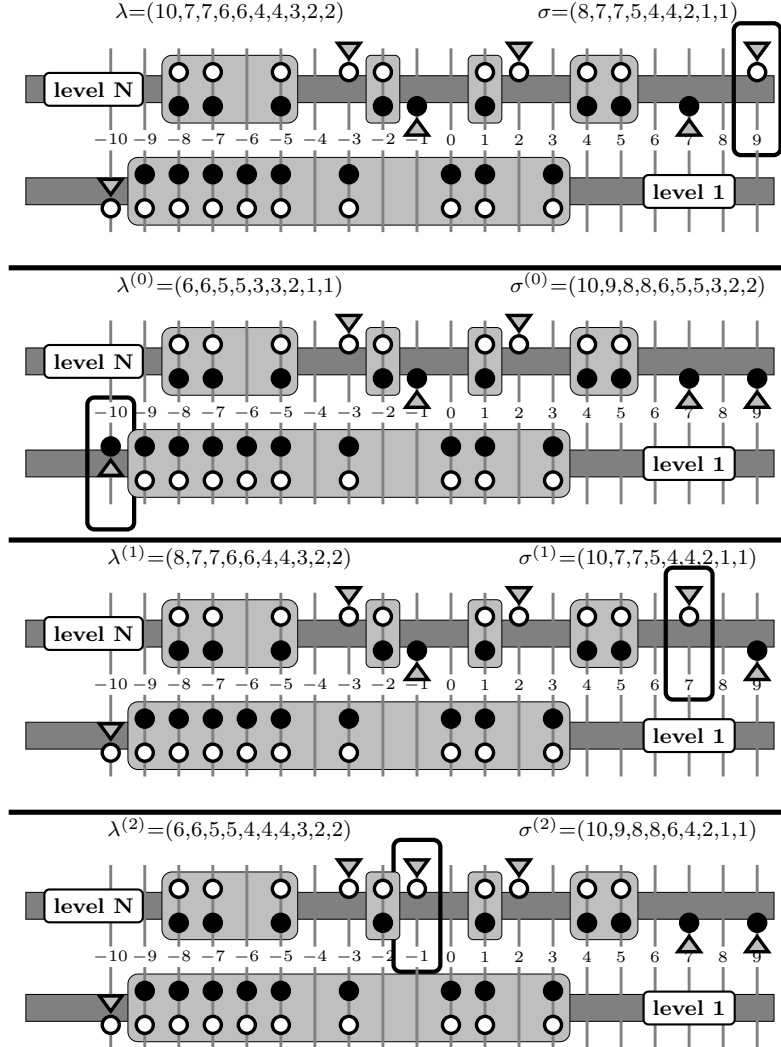 λ=(10,7,7,6,6,4,4,3,2,2) σ=(8,7,7,5,4,4,2,1,1)
level N
−10 −9 −8 −7 −6 −5 −4 −3 −2 −1 0 1 2 3 4 5 6 7 8 9
level 1
λ⁽⁰⁾=(6,6,5,5,3,3,2,1,1) σ⁽⁰⁾=(10,9,8,8,6,5,5,3,2,2)
level N
−10 −9 −8 −7 −6 −5 −4 −3 −2 −1 0 1 2 3 4 5 6 7 8 9
level 1
λ⁽¹⁾=(8,7,7,6,6,4,4,3,2,2) σ⁽¹⁾=(10,7,7,5,4,4,2,1,1)
level N
−10 −9 −8 −7 −6 −5 −4 −3 −2 −1 0 1 2 3 4 5 6 7 8 9
level 1
λ⁽²⁾=(6,6,5,5,4,4,4,3,2,2) σ⁽²⁾=(10,9,8,8,6,4,2,1,1)
level N
−10 −9 −8 −7 −6 −5 −4 −3 −2 −1 0 1 2 3 4 5 6 7 8 9
level 1